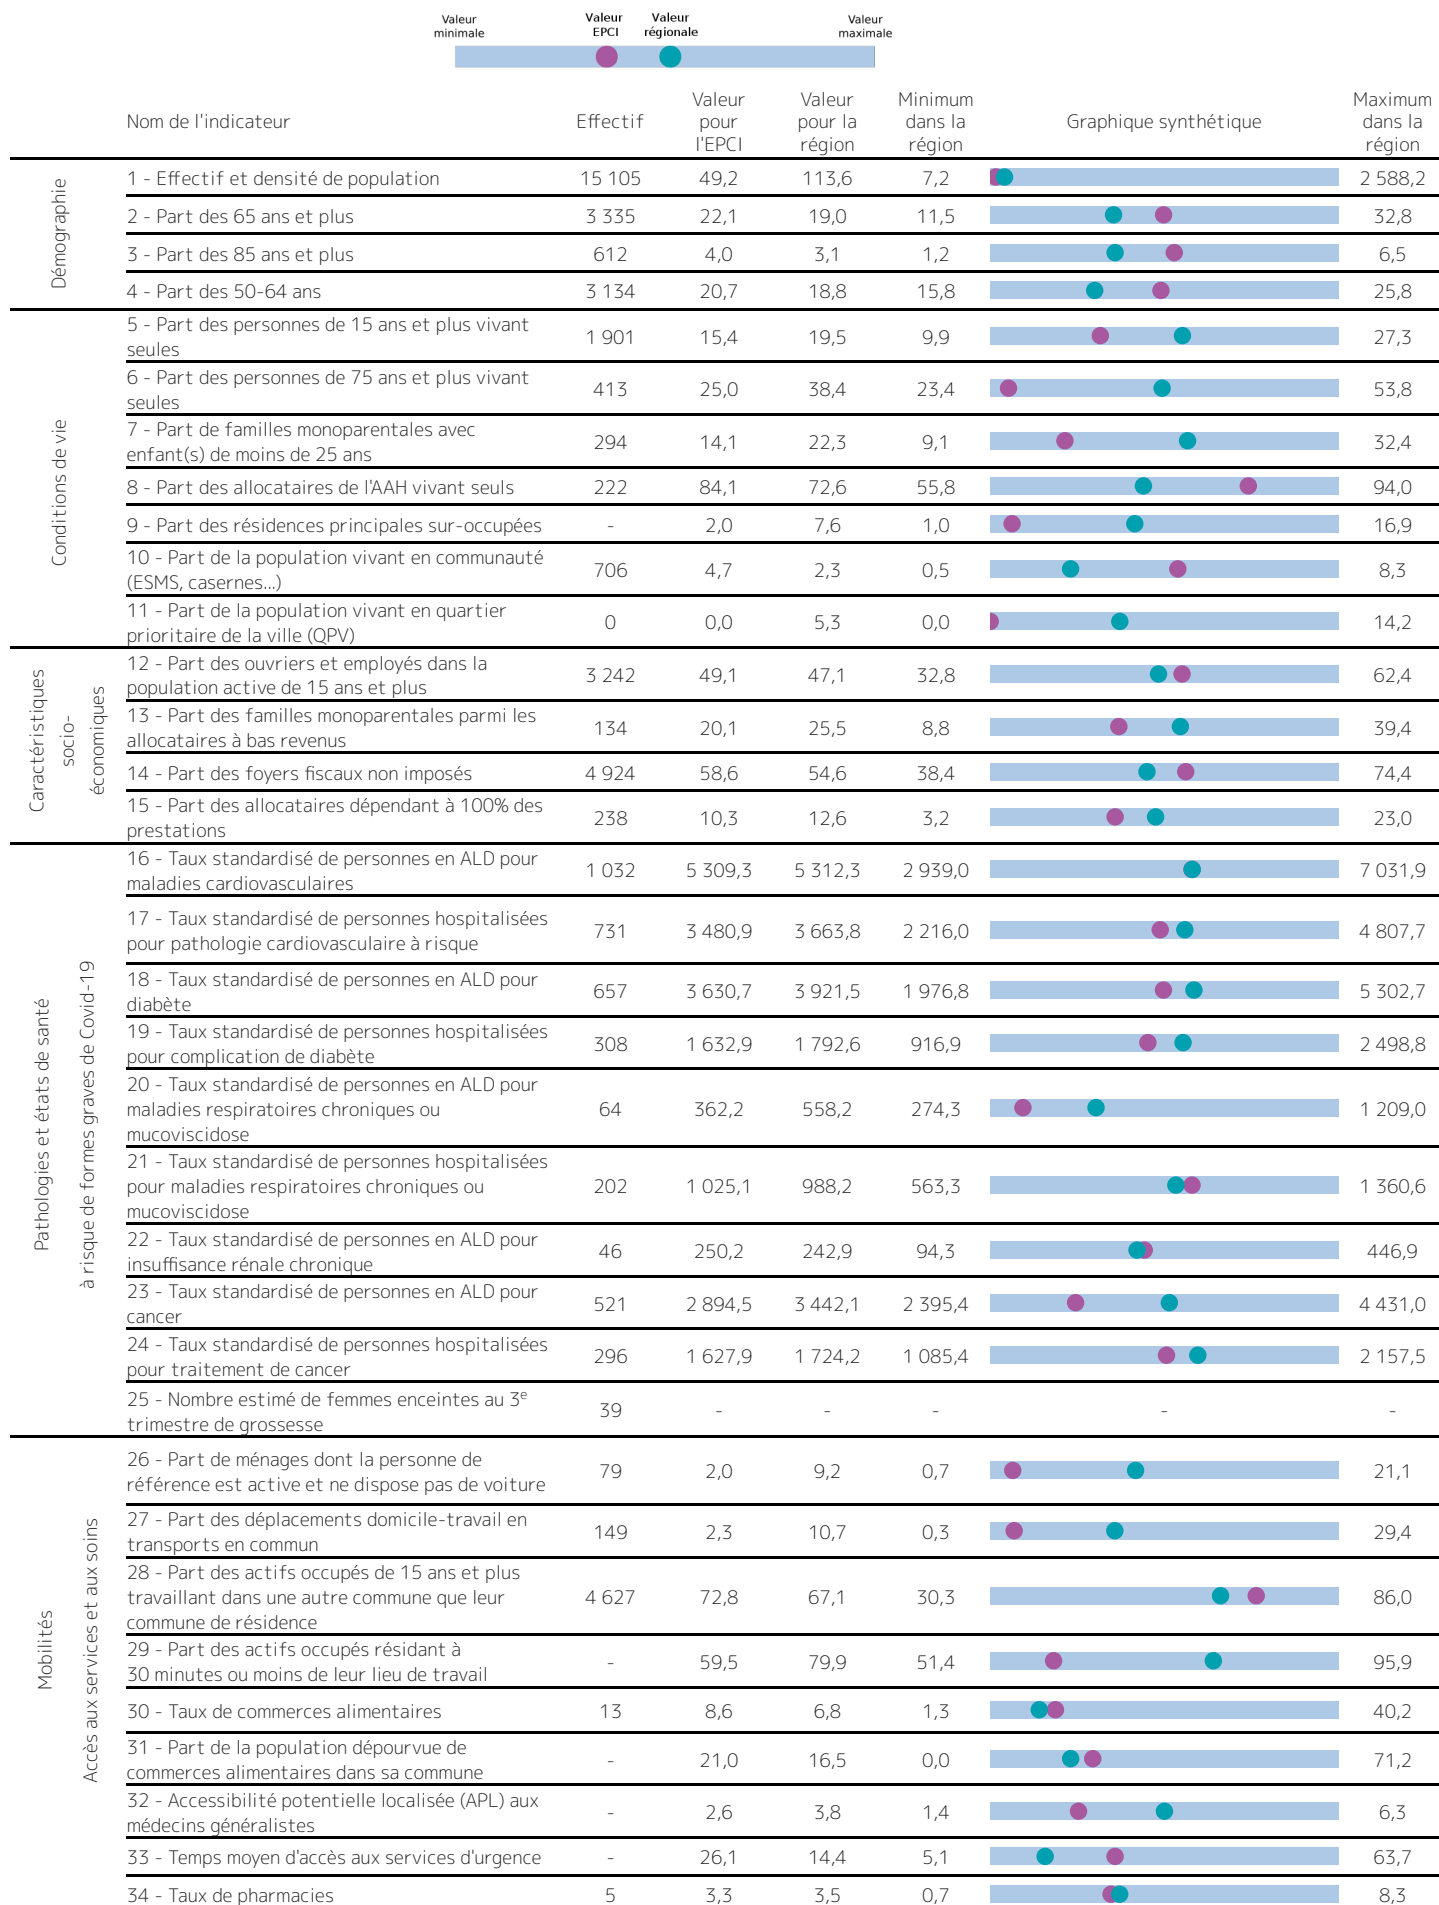 Valeur minimale
Valeur EPCI
Valeur régionale
Valeur maximale
Nom de l'indicateur Effectif Valeur pour l'EPCI Valeur pour la région Minimum dans la région Graphique synthétique Maximum dans la région
Démographie
1 - Effectif et densité de population 15 105 49,2 113,6 7,2 2 588,2
2 - Part des 65 ans et plus 3 335 22,1 19,0 11,5 32,8
3 - Part des 85 ans et plus 612 4,0 3,1 1,2 6,5
4 - Part des 50-64 ans 3 134 20,7 18,8 15,8 25,8
Conditions de vie
5 - Part des personnes de 15 ans et plus vivant
seules 1 901 15,4 19,5 9,9 27,3
6 - Part des personnes de 75 ans et plus vivant
seules 413 25,0 38,4 23,4 53,8
7 - Part de familles monoparentales avec
enfant(s) de moins de 25 ans 294 14,1 22,3 9,1 32,4
8 - Part des allocataires de l'AAH vivant seuls 222 84,1 72,6 55,8 94,0
9 - Part des résidences principales sur-occupées - 2,0 7,6 1,0 16,9
10 - Part de la population vivant en communauté
(ESMS, casernes...) 706 4,7 2,3 0,5 8,3
11 - Part de la population vivant en quartier
prioritaire de la ville (QPV) 0 0,0 5,3 0,0 14,2
Caractéristiques
socio-
économiques
12 - Part des ouvriers et employés dans la
population active de 15 ans et plus 3 242 49,1 47,1 32,8 62,4
13 - Part des familles monoparentales parmi les
allocataires à bas revenus 134 20,1 25,5 8,8 39,4
14 - Part des foyers fiscaux non imposés 4 924 58,6 54,6 38,4 74,4
15 - Part des allocataires dépendant à 100% des
prestations 238 10,3 12,6 3,2 23,0
Pathologies et états de santé
à risque de formes graves de Covid-19
16 - Taux standardisé de personnes en ALD pour
maladies cardiovasculaires 1 032 5 309,3 5 312,3 2 939,0 7 031,9
17 - Taux standardisé de personnes hospitalisées
pour pathologie cardiovasculaire à risque 731 3 480,9 3 663,8 2 216,0 4 807,7
18 - Taux standardisé de personnes en ALD pour
diabète 657 3 630,7 3 921,5 1 976,8 5 302,7
19 - Taux standardisé de personnes hospitalisées
pour complication de diabète 308 1 632,9 1 792,6 916,9 2 498,8
20 - Taux standardisé de personnes en ALD pour
maladies respiratoires chroniques ou
mucoviscidose 64 362,2 558,2 274,3 1 209,0
21 - Taux standardisé de personnes hospitalisées
pour maladies respiratoires chroniques ou
mucoviscidose 202 1 025,1 988,2 563,3 1 360,6
22 - Taux standardisé de personnes en ALD pour
insuffisance rénale chronique 46 250,2 242,9 94,3 446,9
23 - Taux standardisé de personnes en ALD pour
cancer 521 2 894,5 3 442,1 2 395,4 4 431,0
24 - Taux standardisé de personnes hospitalisées
pour traitement de cancer 296 1 627,9 1 724,2 1 085,4 2 157,5
25 - Nombre estimé de femmes enceintes au 3e
trimestre de grossesse 39 - - - - -
Mobilités
Accès aux services et aux soins
26 - Part de ménages dont la personne de
référence est active et ne dispose pas de voiture 79 2,0 9,2 0,7 21,1
27 - Part des déplacements domicile-travail en
transports en commun 149 2,3 10,7 0,3 29,4
28 - Part des actifs occupés de 15 ans et plus
travaillant dans une autre commune que leur
commune de résidence 4 627 72,8 67,1 30,3 86,0
29 - Part des actifs occupés résidant à
30 minutes ou moins de leur lieu de travail - 59,5 79,9 51,4 95,9
30 - Taux de commerces alimentaires 13 8,6 6,8 1,3 40,2
31 - Part de la population dépourvue de
commerces alimentaires dans sa commune - 21,0 16,5 0,0 71,2
32 - Accessibilité potentielle localisée (APL) aux
médecins généralistes - 2,6 3,8 1,4 6,3
33 - Temps moyen d'accès aux services d'urgence - 26,1 14,4 5,1 63,7
34 - Taux de pharmacies 5 3,3 3,5 0,7 8,3